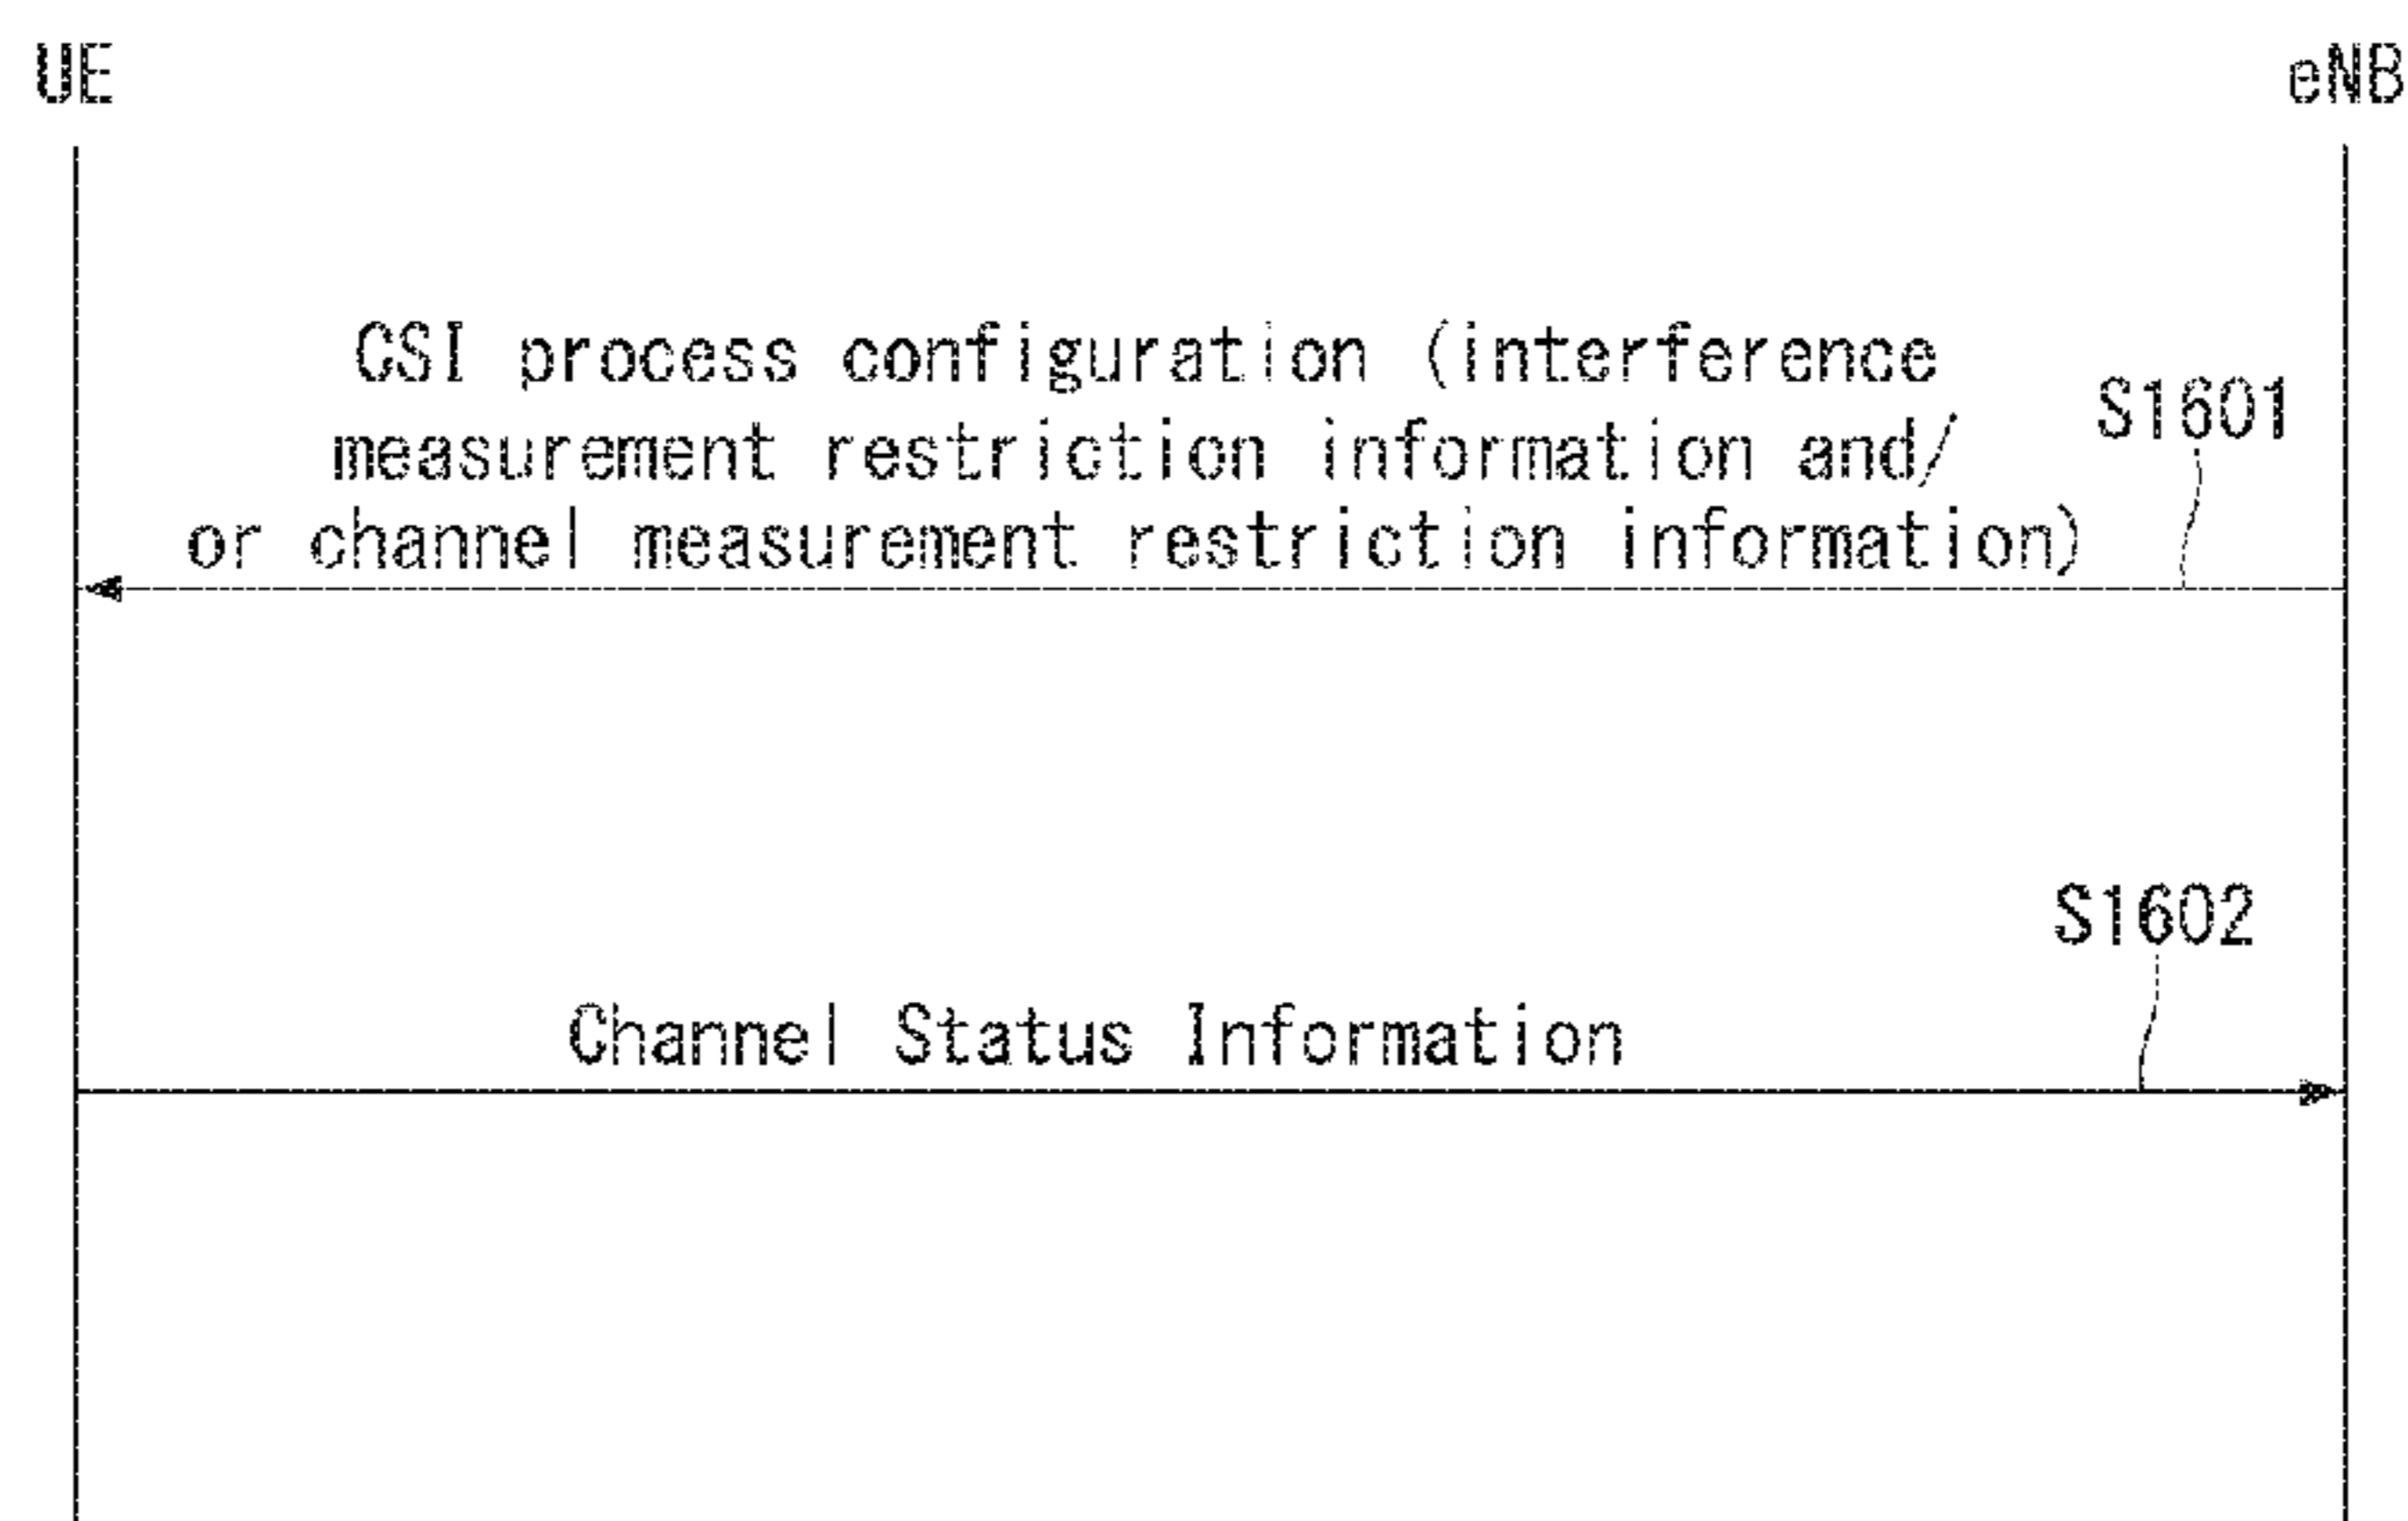 UE
eNB
CSI process configuration (interference
measurement restriction information and/
or channel measurement restriction information)
S1601
S1602
Channel Status Information